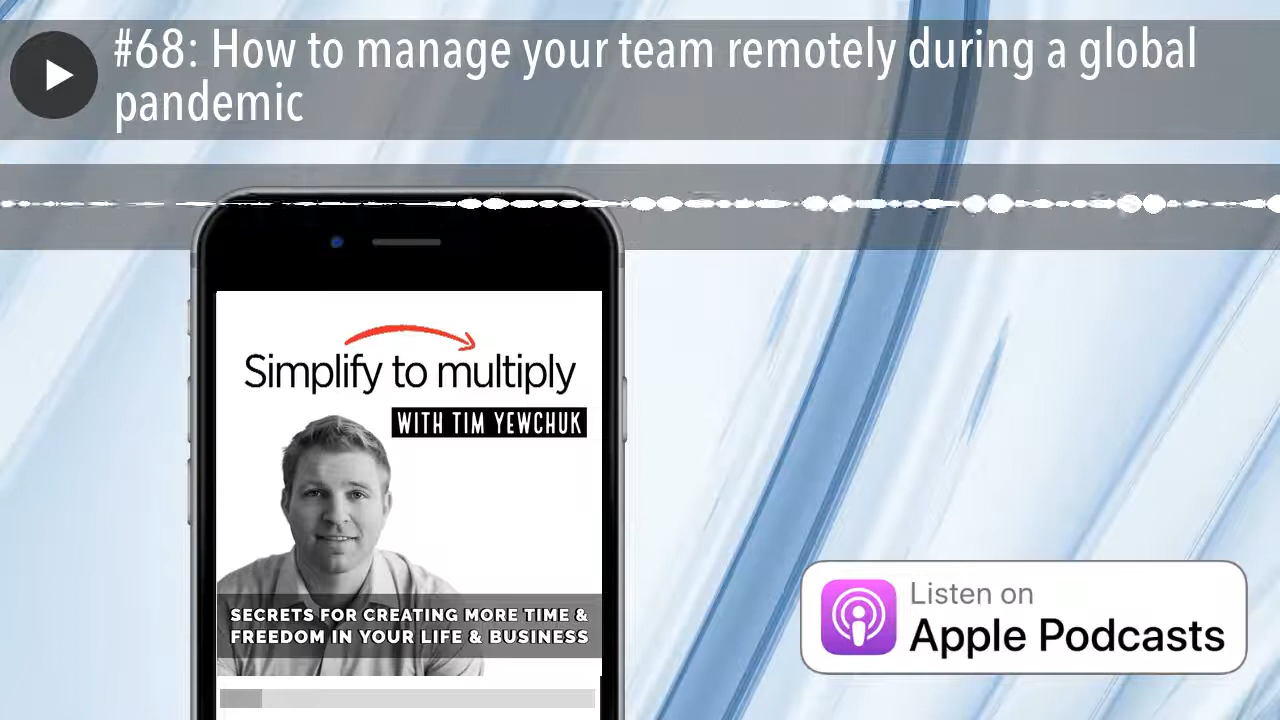 #68: How to manage your team remotely during a global
pandemic
Simplify to multiply
WITH TIM YEWCHUK
SECRETS FOR CREATING MORE TIME &
FREEDOM IN YOUR LIFE & BUSINESS
Listen on
Apple Podcasts